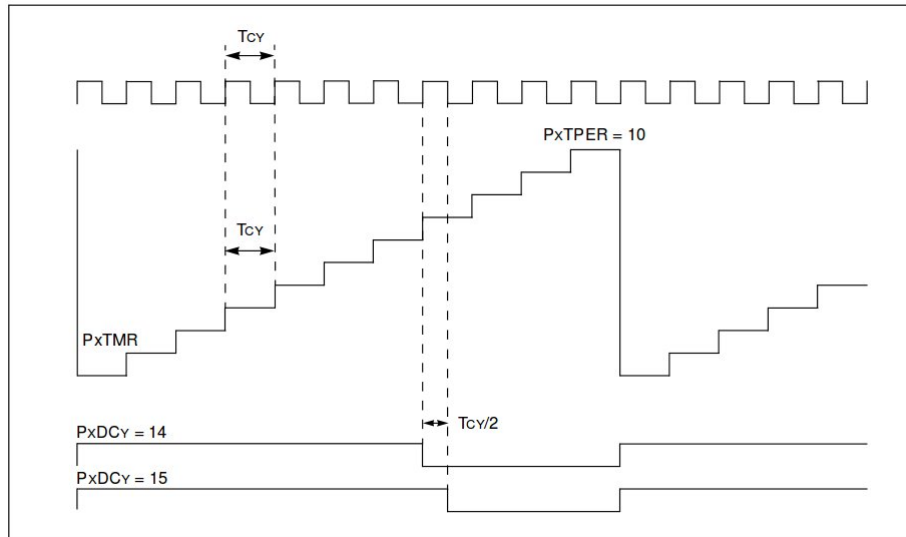 TCY
PxTPER = 10
TCY
PxTMR
TCY/2
PxDCY = 14
PxDCY = 15